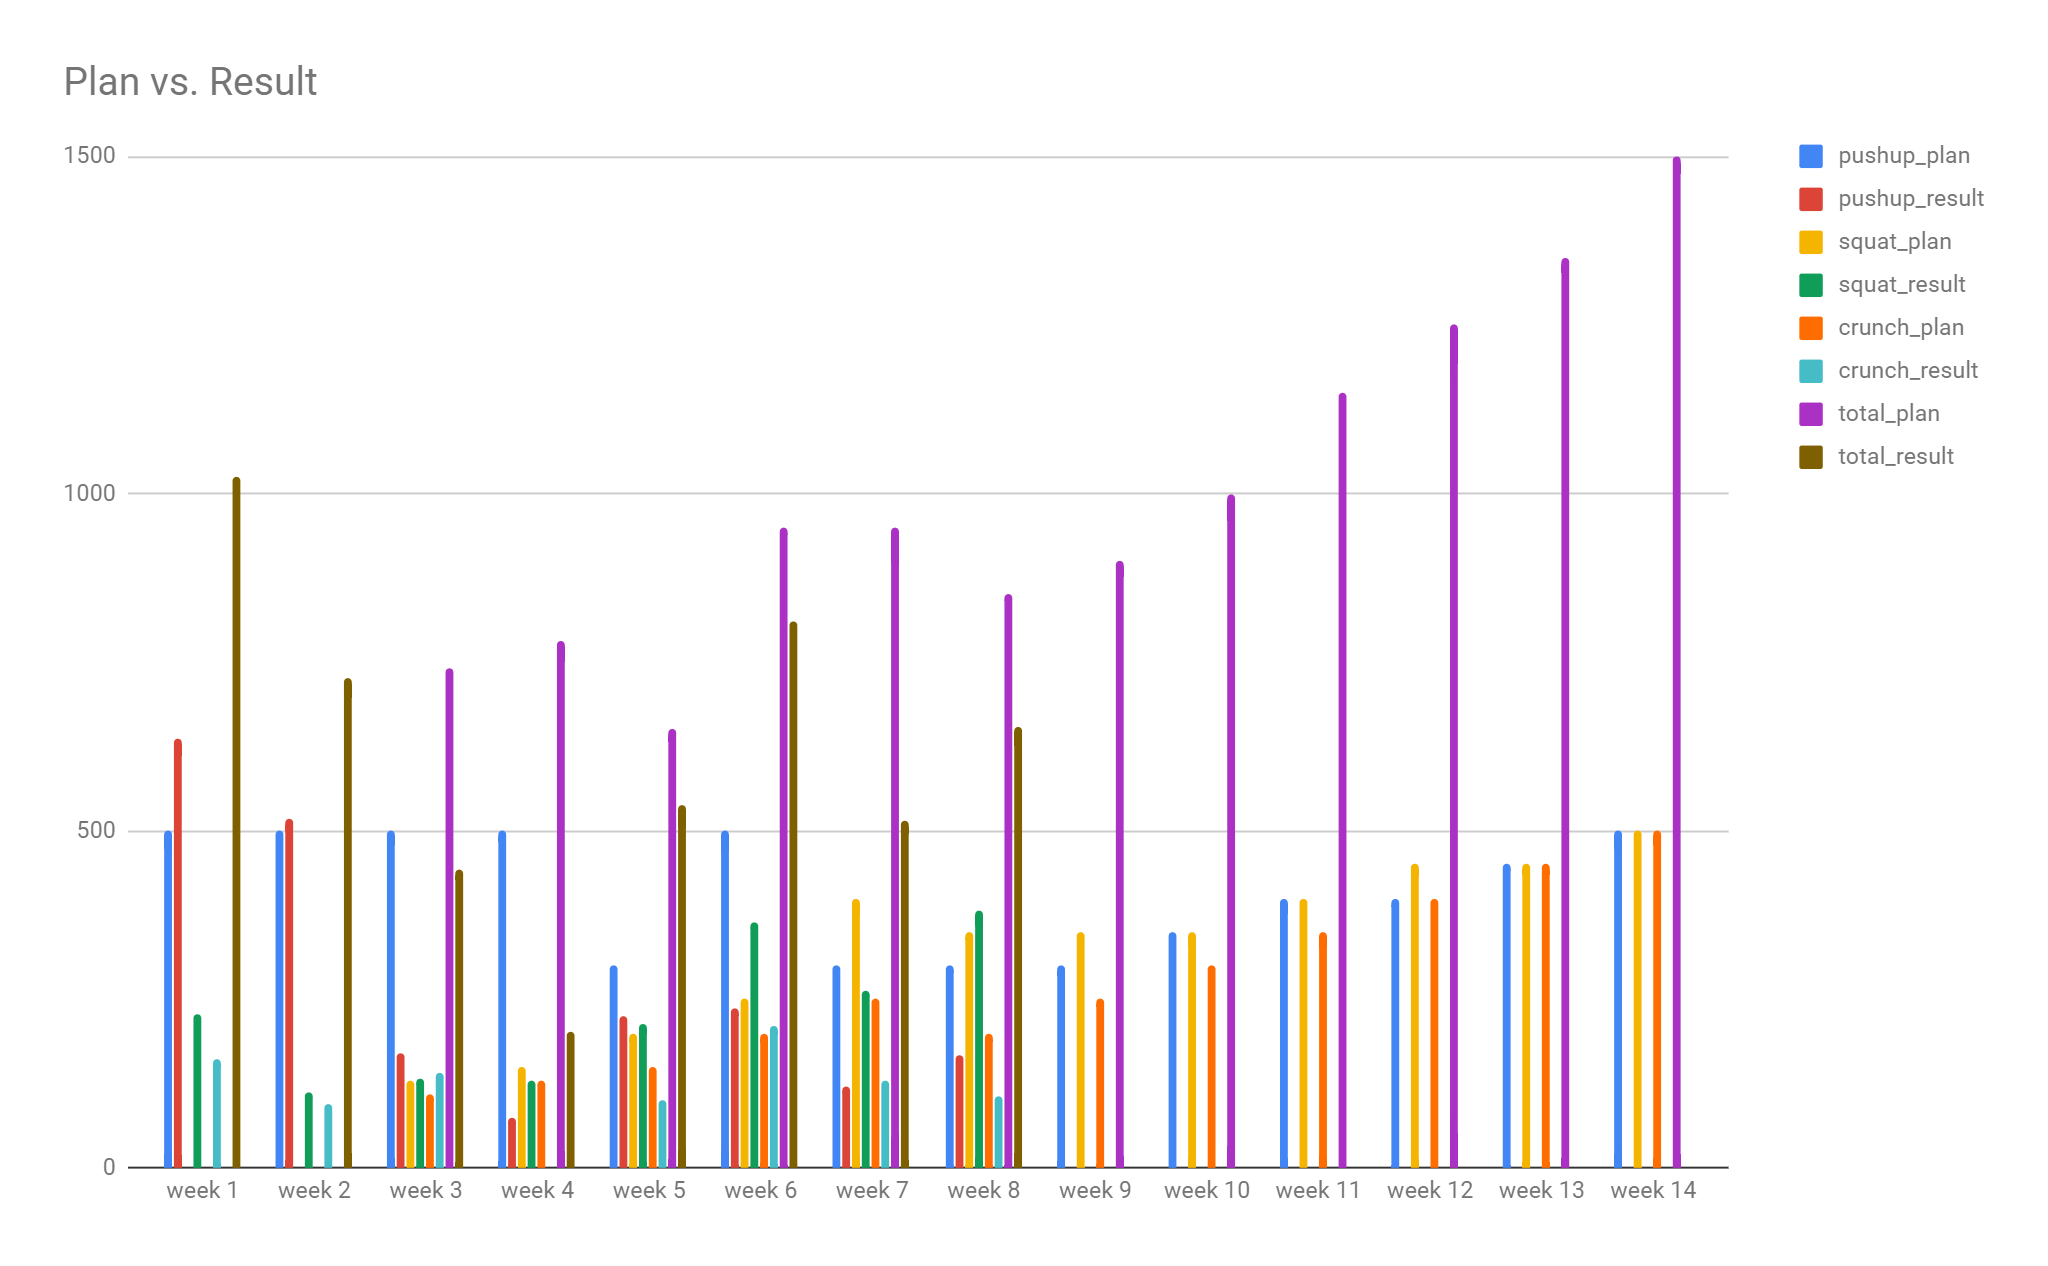 Plan vs. Result
1500
1000
500
0
week 1
week 2
week 3
week 4
week 5
week 6
week 7
week 8
week 9
week 10
week 11
week 12
week 13
week 14
pushup_plan
pushup_result
squat_plan
squat_result
crunch_plan
crunch_result
total_plan
total_result